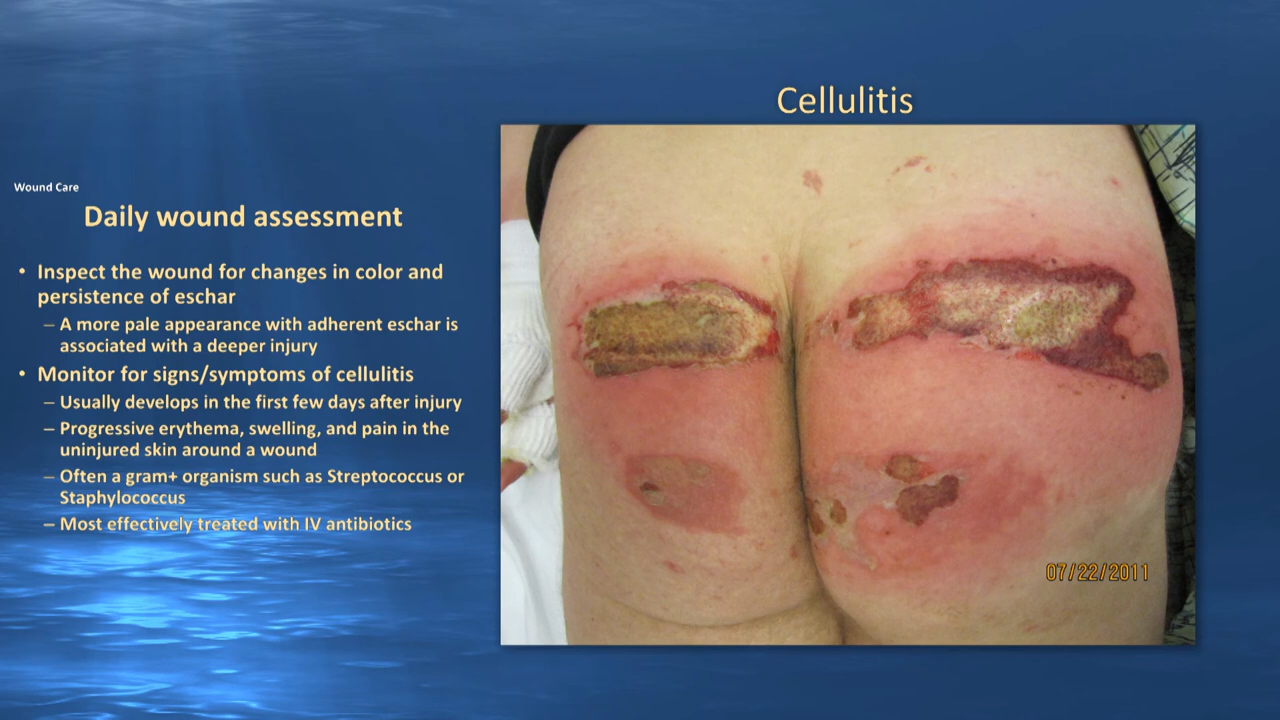 Wound Care
Daily wound assessment
• Inspect the wound for changes in color and
persistence of eschar
– A more pale appearance with adherent eschar is
associated with a deeper injury
• Monitor for signs/symptoms of cellulitis
– Usually develops in the first few days after injury
– Progressive erythema, swelling, and pain in the
uninjured skin around a wound
– Often a gram+ organism such as Streptococcus or
Staphylococcus
– Most effectively treated with IV antibiotics
Cellulitis
07/22/2011